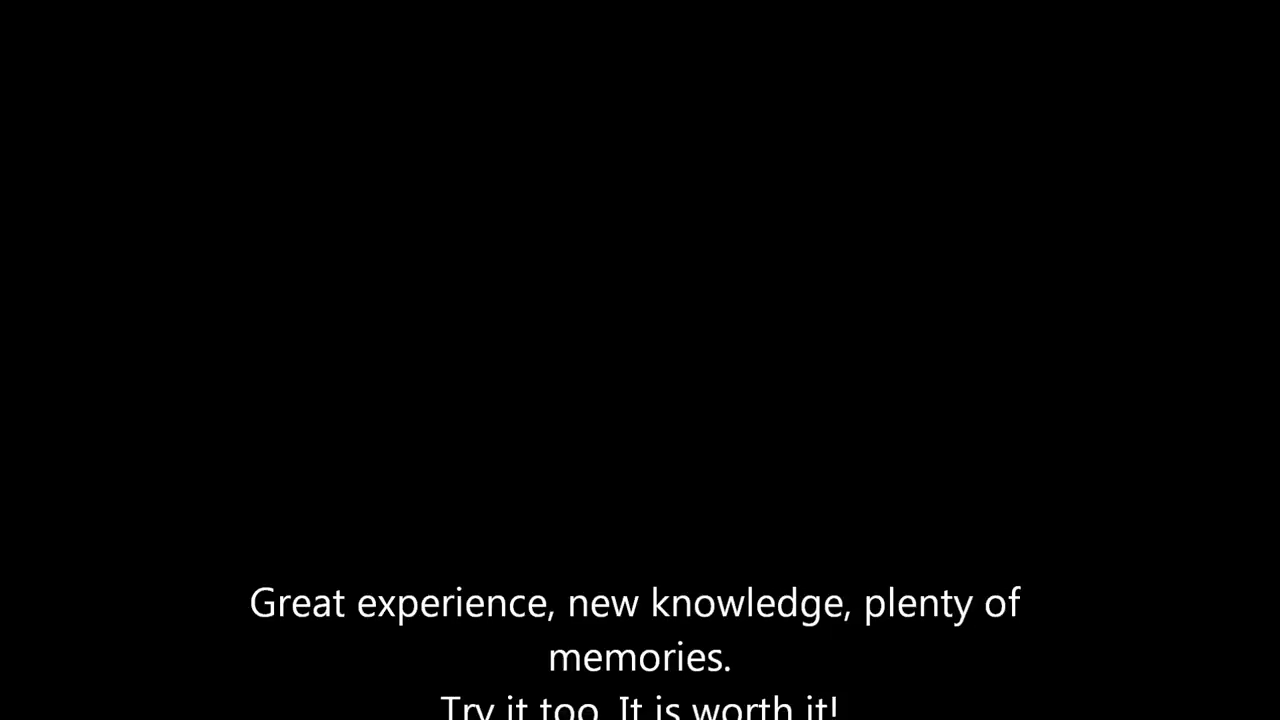 Great experience, new knowledge, plenty of
memories.
Try it too. It is worth it!